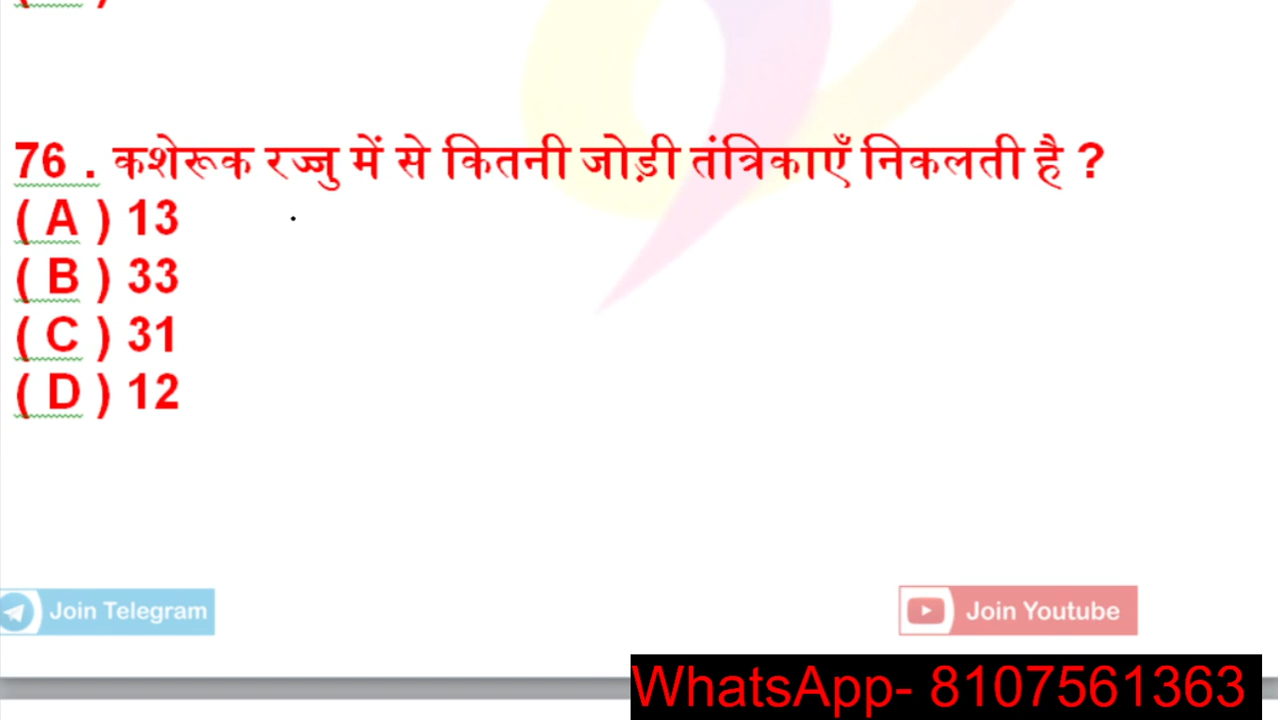 76 . कशेरूक रज्जु में से कितनी जोड़ी तंत्रिकाएँ निकलती है ?
( A ) 13
( B ) 33
( C ) 31
( D ) 12
Join Telegram
Join Youtube
WhatsApp- 8107561363